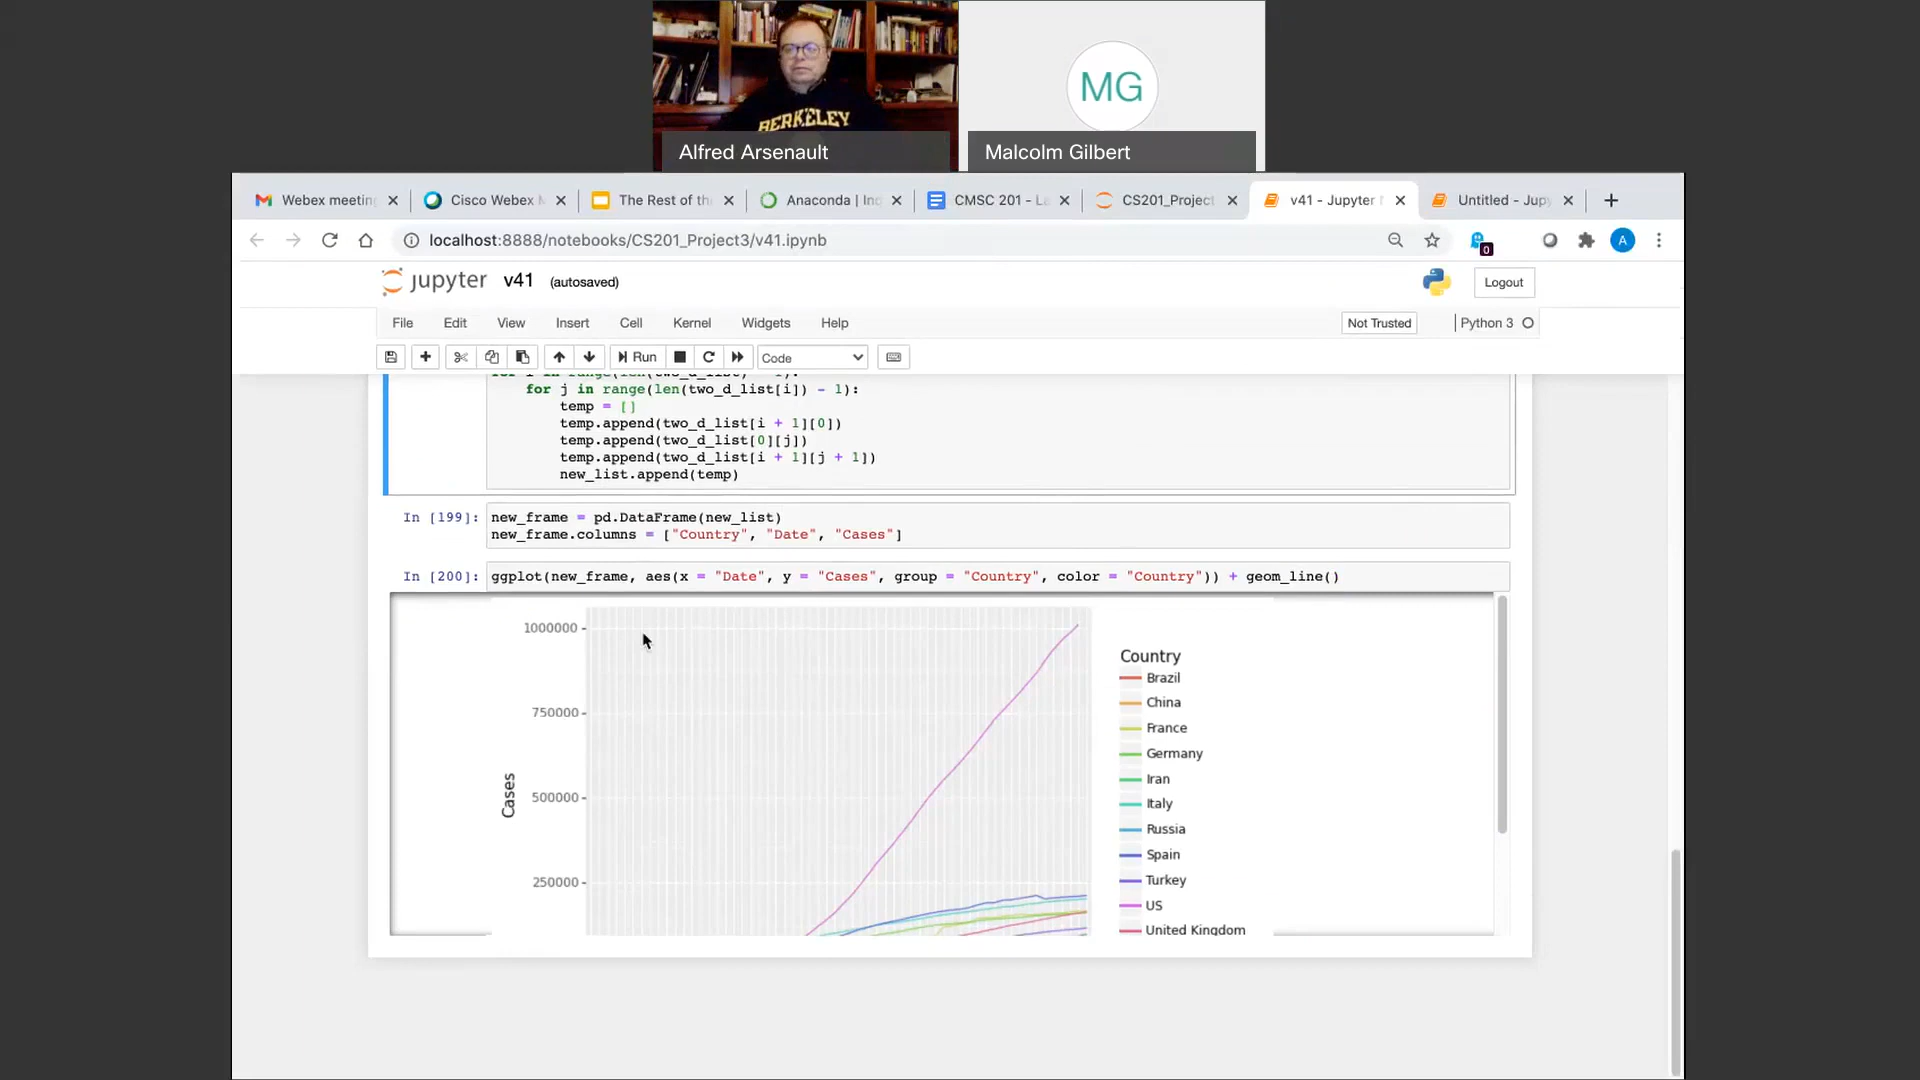 BERKELEY
MG
Alfred Arsenault
Malcolm Gilbert
Webex meetin
Cisco Webex M
The Rest of th
Anaconda | In
CMSC 201 - L
CS201_Project
v41 - Jupyter
Untitled - Jupy
localhost:8888/notebooks/CS201_Project3/v41.ipynb
0
A
jupyter v41 (autosaved)
Logout
File Edit View Insert Cell Kernel Widgets Help
Not Trusted
Python 3
Run
Code
for j in range(len(two_d_list[i]) - 1):
temp = []
temp.append(two_d_list[i + 1][0])
temp.append(two_d_list[0][j])
temp.append(two_d_list[i + 1][j + 1])
new_list.append(temp)
In [199]: new_frame = pd.DataFrame(new_list)
new_frame.columns = ["Country", "Date", "Cases"]
In [200]: ggplot(new_frame, aes(x = "Date", y = "Cases", group = "Country", color = "Country")) + geom_line()
1000000
750000
500000
250000
Cases
Country
Brazil
China
France
Germany
Iran
Italy
Russia
Spain
Turkey
US
United Kingdom